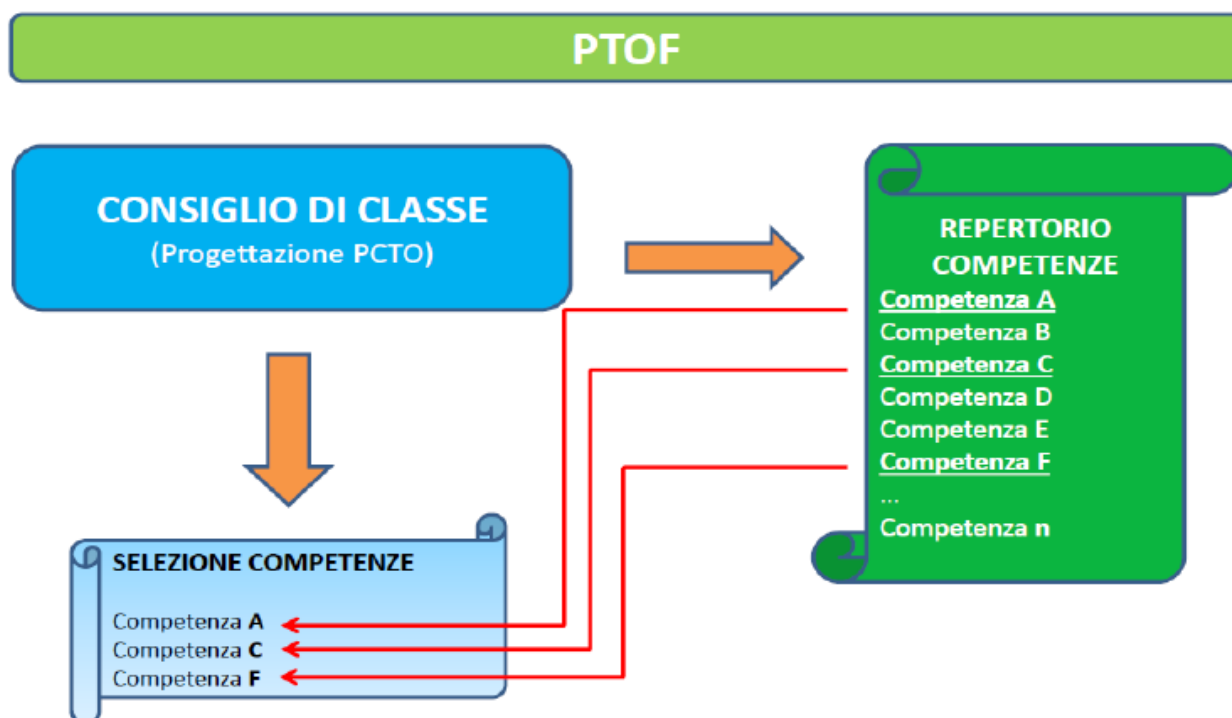 PTOF
CONSIGLIO DI CLASSE
(Progettazione PCTO)
REPERTORIO
COMPETENZE
Competenza A
Competenza B
Competenza C
Competenza D
Competenza E
Competenza F
...
Competenza n
SELEZIONE COMPETENZE
Competenza A
Competenza C
Competenza F